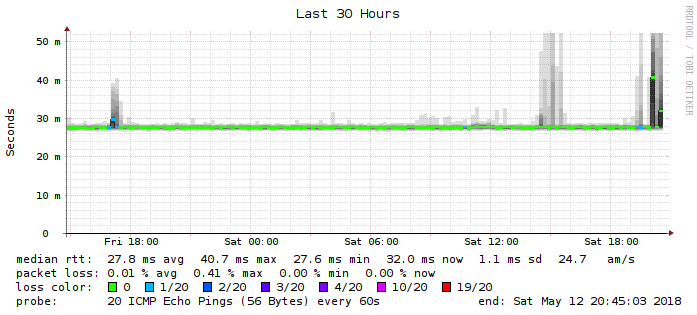 Last 30 Hours
RRDTOOL / TOBI OETIKER
Seconds
50 m
40 m
30 m
20 m
10 m
0
Fri 18:00 Sat 00:00 Sat 06:00 Sat 12:00 Sat 18:00
median rtt: 27.8 ms avg 40.7 ms max 27.6 ms min 32.0 ms now 1.1 ms sd 24.7 am/s
packet loss: 0.01 % avg 0.41 % max 0.00 % min 0.00 % now
loss color: 0 1/20 2/20 3/20 4/20 10/20 19/20
probe: 20 ICMP Echo Pings (56 Bytes) every 60s end: Sat May 12 20:45:03 2018